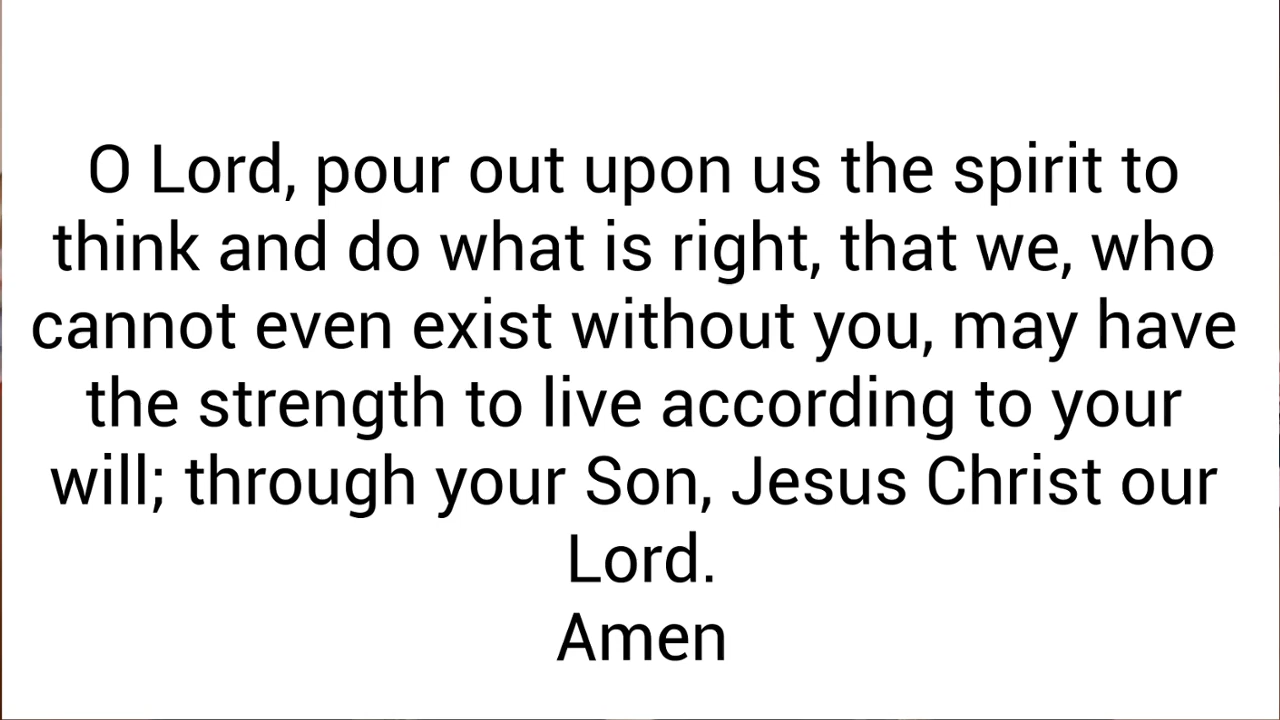 O Lord, pour out upon us the spirit to
think and do what is right, that we, who
cannot even exist without you, may have
the strength to live according to your
will; through your Son, Jesus Christ our
Lord.
Amen